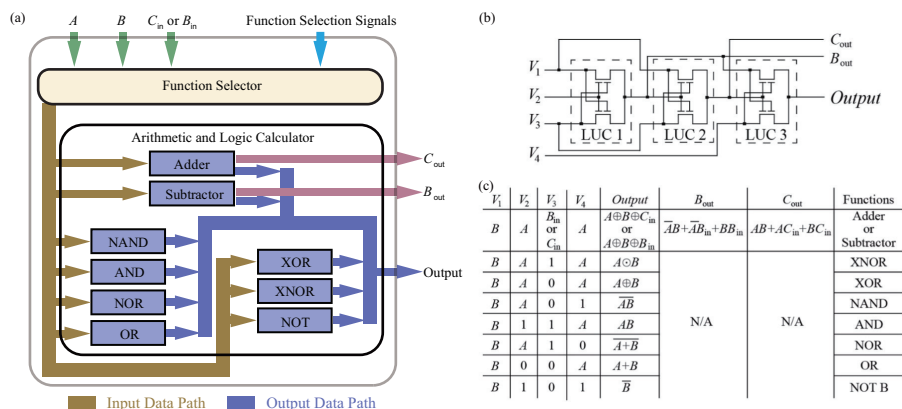 (a)
A B C_in or B_in Function Selection Signals
Function Selector
Arithmetic and Logic Calculator
Adder
C_out
Subtractor
B_out
NAND
AND
NOR
OR
XOR
XNOR
NOT
Output
Input Data Path Output Data Path
(b)
C_out
B_out
V_1
V_2
Output
V_3
LUC 1 LUC 2 LUC 3
V_4
(c)
V_1 V_2 V_3 V_4 Output B_out C_out Functions
B A B_in or C_in A A⊕B⊕C_in or A⊕B⊕B_in A̅B+A̅B_in+BB_in AB+AC_in+BC_in Adder or Subtractor
B A 1 A A⊙B XNOR
B A 0 A A⊕B XOR
B A 0 1 A̅B̅ NAND
B 1 1 A AB N/A N/A AND
B A 1 0 A̅+̅B̅ NOR
B 0 0 A A+B OR
B 1 0 1 B̅ NOT B